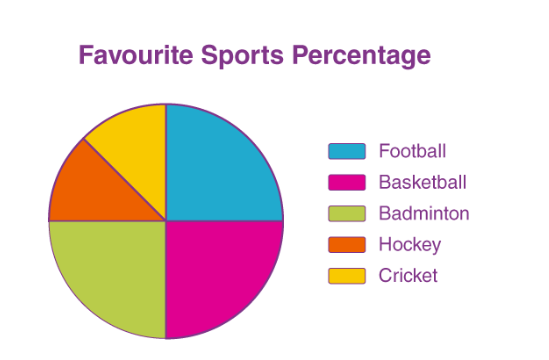 Favourite Sports Percentage
Football
Basketball
Badminton
Hockey
Cricket